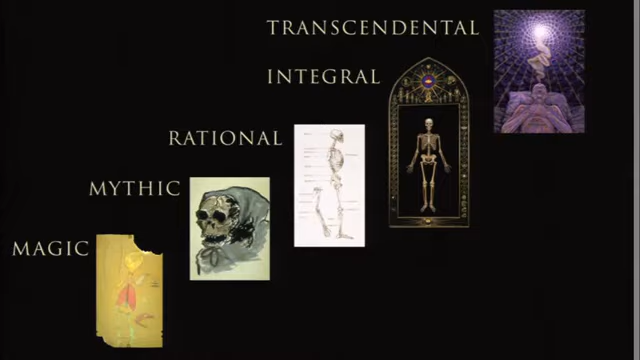 TRANSCENDENTAL
INTEGRAL
RATIONAL
MYTHIC
MAGIC